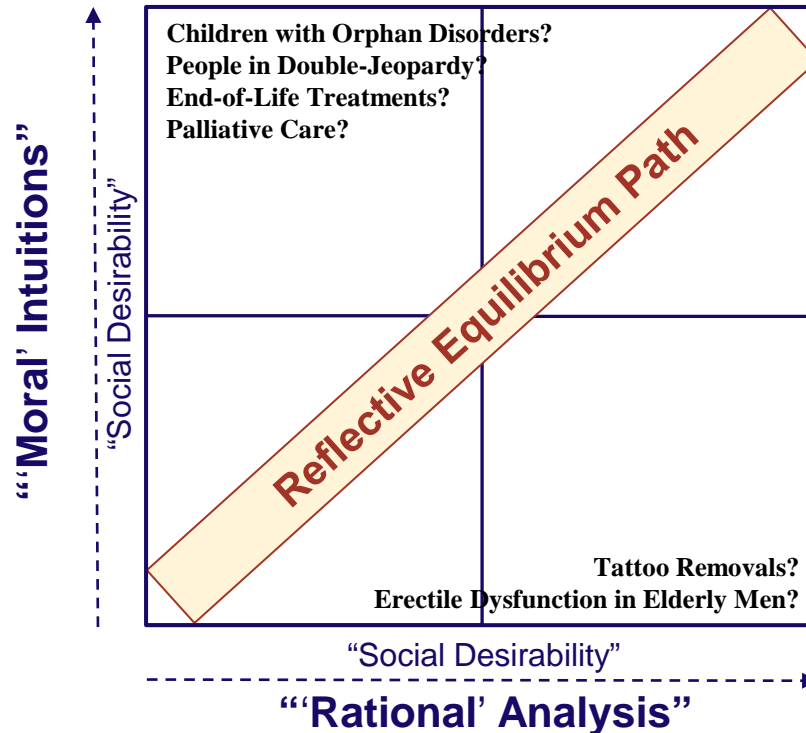 Children with Orphan Disorders?
People in Double-Jeopardy?
End-of-Life Treatments?
Palliative Care?
“‘Moral’ Intuitions”
“Social Desirability”
Reflective Equilibrium Path
Tattoo Removals?
Erectile Dysfunction in Elderly Men?
“Social Desirability”
“‘Rational’ Analysis”